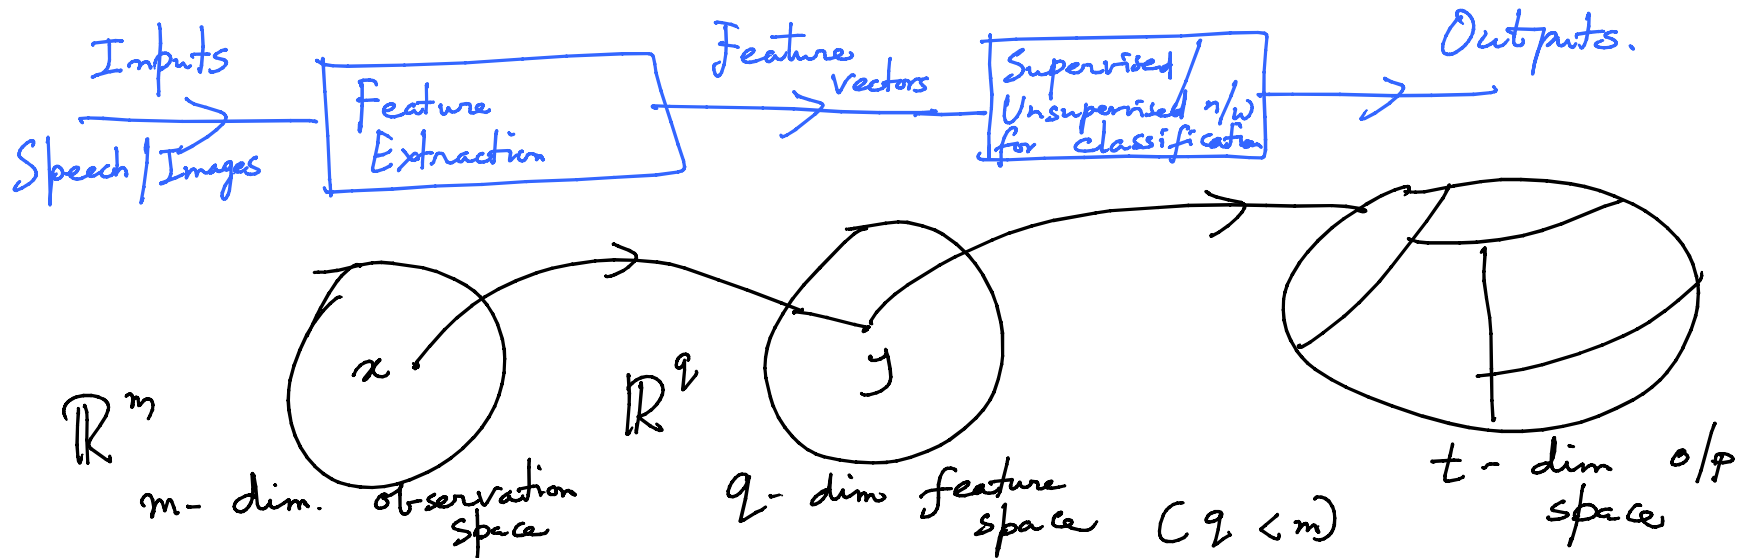 Inputs
Speech/Images
Feature
Extraction
Feature
vectors
Supervised/
Unsupervised n/w
for classification
Outputs.
x
y
ℝ^m
m- dim. observation
space
ℝ^q
q- dim. feature
space (q < m)
t- dim o/p
space